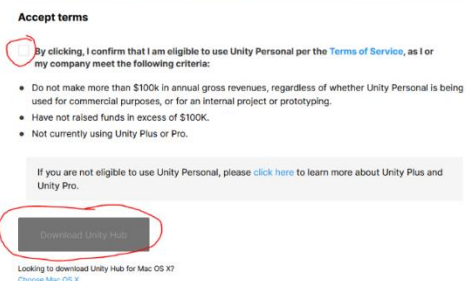 Accept terms
By clicking, I confirm that I am eligible to use Unity Personal per the Terms of Service, as I or
my company meet the following criteria:
Do not make more than $100k in annual gross revenues, regardless of whether Unity Personal is being
used for commercial purposes, or for an internal project or prototyping.
Have not raised funds in excess of $100K.
Not currently using Unity Plus or Pro.
If you are not eligible to use Unity Personal, please click here to learn more about Unity Plus and
Unity Pro.
Download Unity Hub
Looking to download Unity Hub for Mac OS X?
Choose Mac OS X